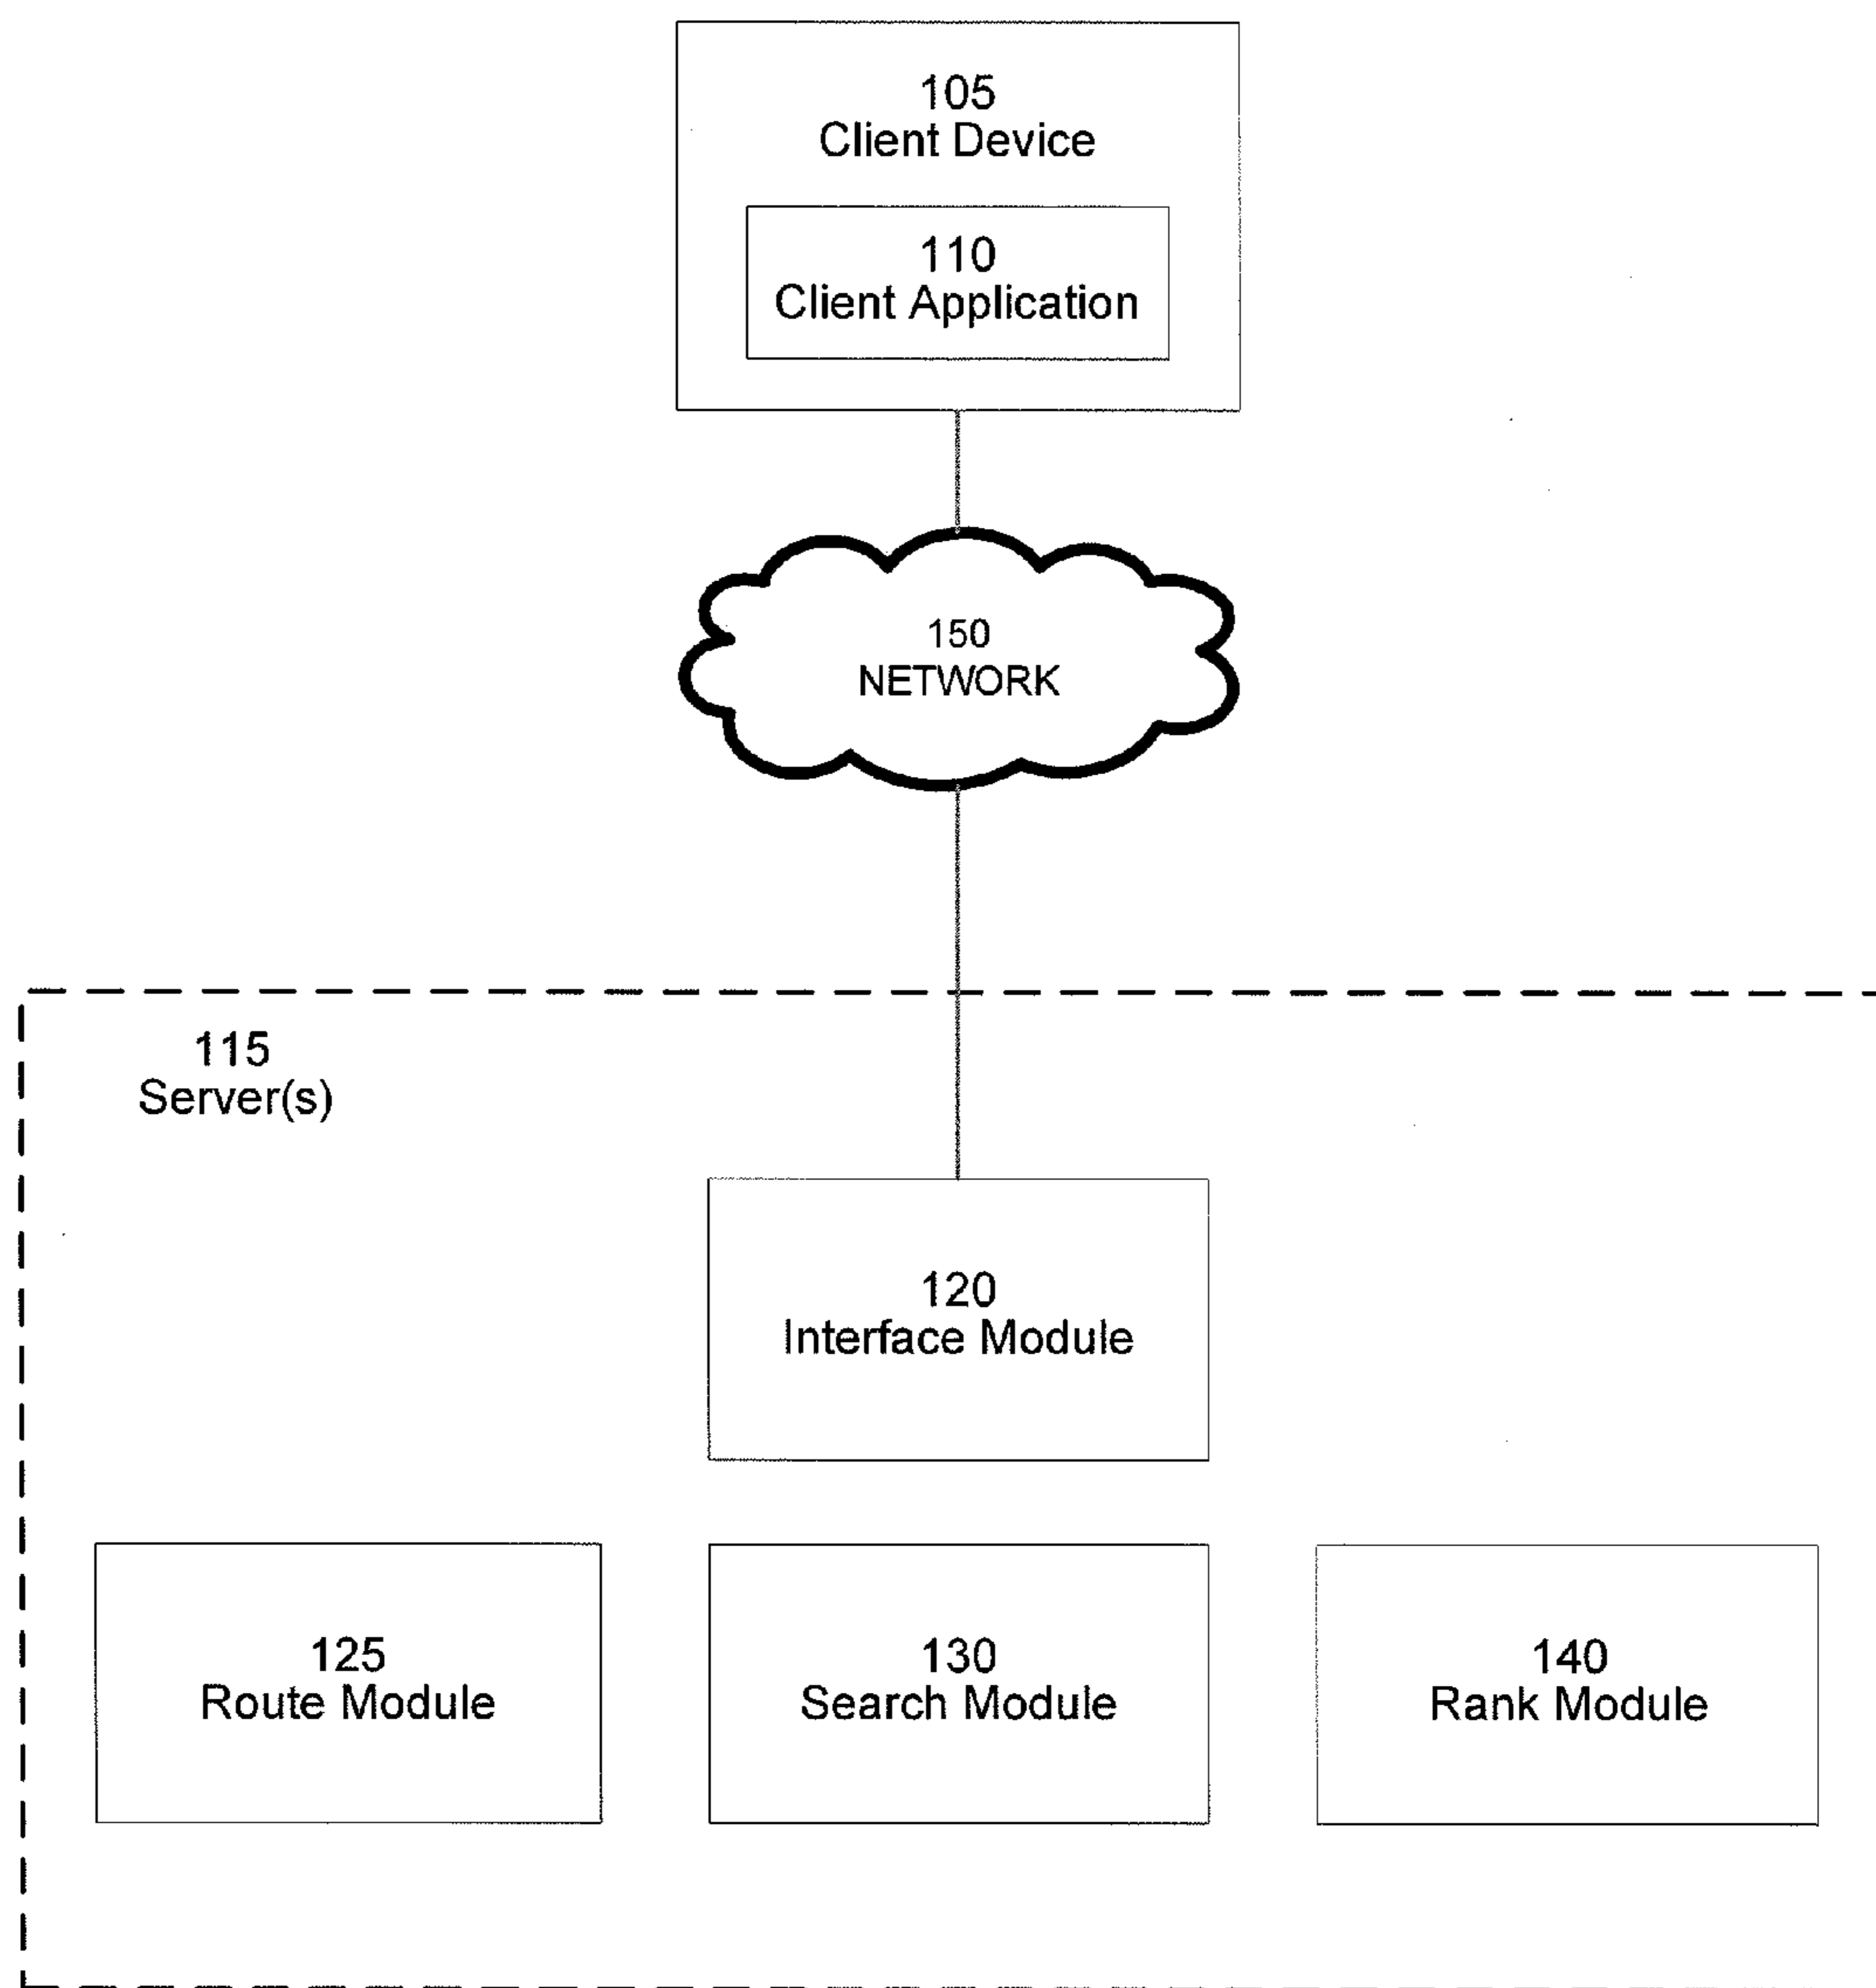 105
Client Device
110
Client Application
150
NETWORK
115
Server(s)
120
Interface Module
125
Route Module
130
Search Module
140
Rank Module